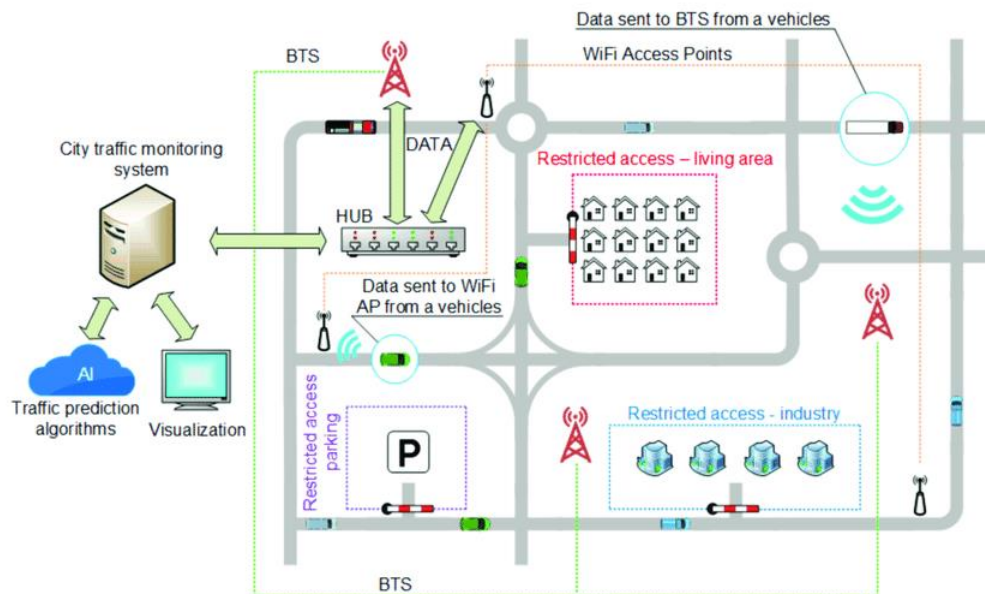 Data sent to BTS from a vehicles
BTS
WiFi Access Points
City traffic monitoring
system
DATA
Restricted access – living area
HUB
Data sent to WiFi
AP from a vehicles
AI
Traffic prediction
algorithms
Visualization
Restricted access
parking
P
Restricted access - industry
BTS